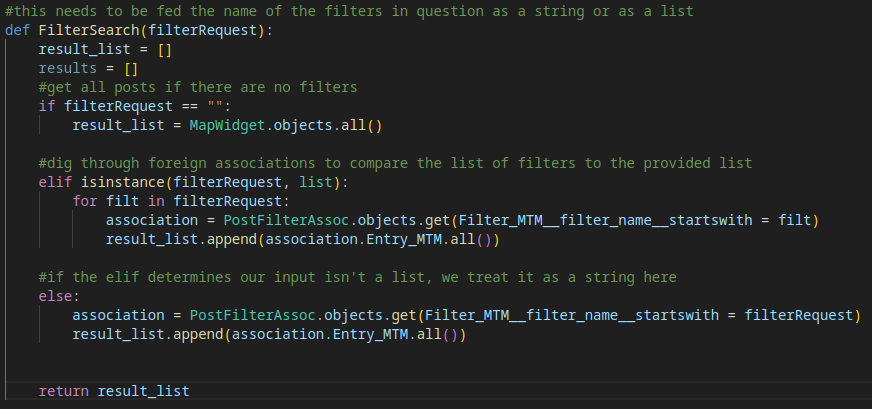 #this needs to be fed the name of the filters in question as a string or as a list
def FilterSearch(filterRequest):
    result_list = []
    results = []
    #get all posts if there are no filters
    if filterRequest == "":
        result_list = MapWidget.objects.all()

    #dig through foreign associations to compare the list of filters to the provided list
    elif isinstance(filterRequest, list):
        for filt in filterRequest:
            association = PostFilterAssoc.objects.get(Filter_MTM__filter_name__startswith = filt)
            result_list.append(association.Entry_MTM.all())

    #if the elif determines our input isn't a list, we treat it as a string here
    else:
        association = PostFilterAssoc.objects.get(Filter_MTM__filter_name__startswith = filterRequest)
        result_list.append(association.Entry_MTM.all())


    return result_list